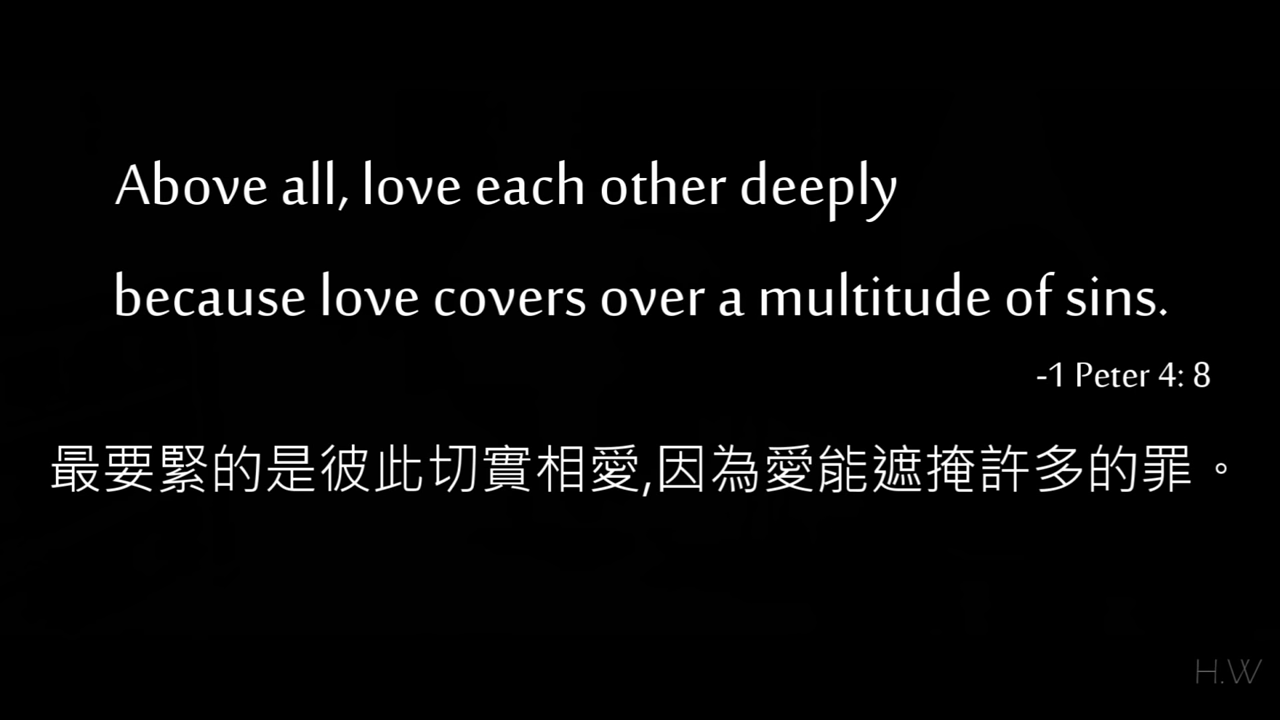 Above all, love each other deeply
because love covers over a multitude of sins.
-1 Peter 4: 8
最要緊的是彼此切實相愛,因為愛能遮掩許多的罪。
H.W